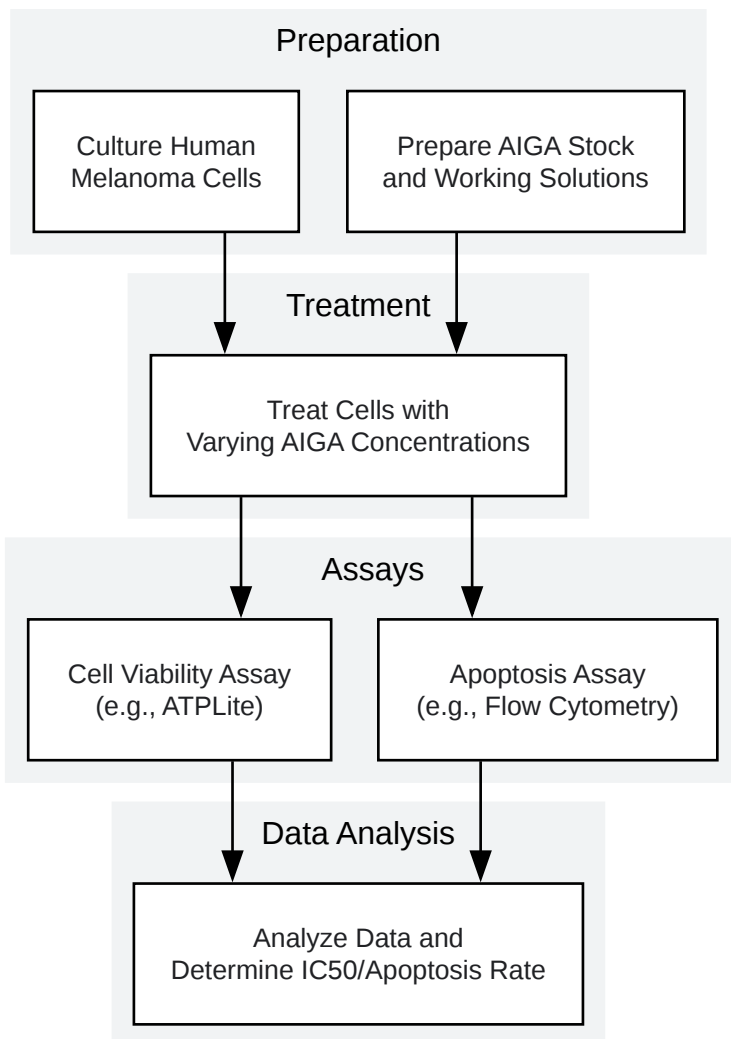 Preparation
Culture Human
Melanoma Cells
Prepare AIGA Stock
and Working Solutions
Treatment
Treat Cells with
Varying AIGA Concentrations
Assays
Cell Viability Assay
(e.g., ATPLite)
Apoptosis Assay
(e.g., Flow Cytometry)
Data Analysis
Analyze Data and
Determine IC50/Apoptosis Rate